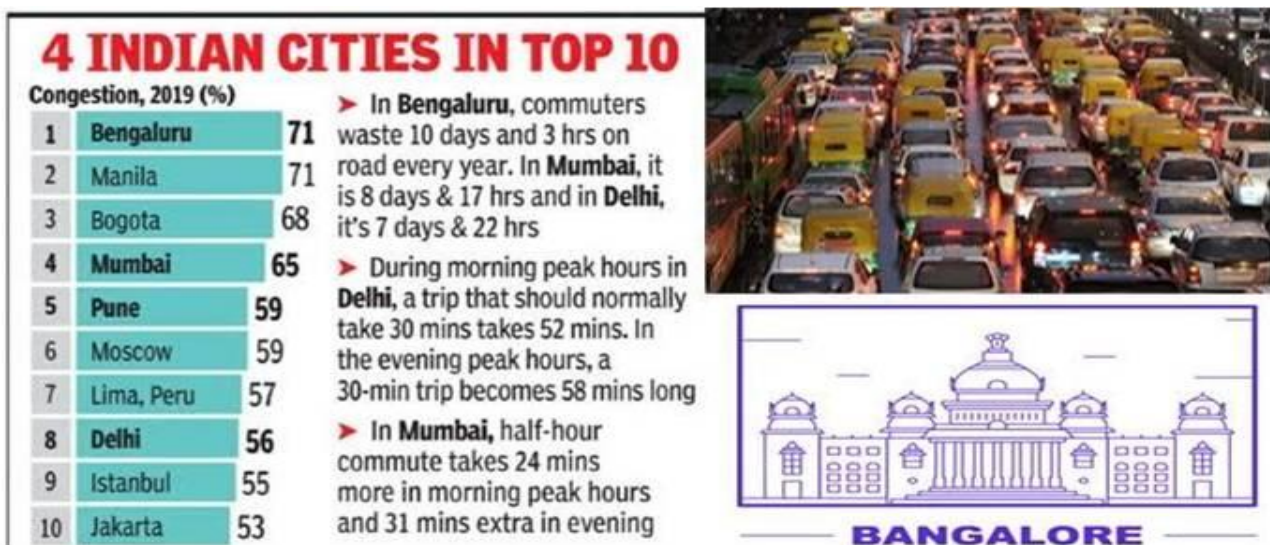 4 INDIAN CITIES IN TOP 10
Congestion, 2019 (%)
1 Bengaluru 71
2 Manila 71
3 Bogota 68
4 Mumbai 65
5 Pune 59
6 Moscow 59
7 Lima, Peru 57
8 Delhi 56
9 Istanbul 55
10 Jakarta 53
➤ In Bengaluru, commuters
waste 10 days and 3 hrs on
road every year. In Mumbai, it
is 8 days & 17 hrs and in Delhi,
it's 7 days & 22 hrs
➤ During morning peak hours in
Delhi, a trip that should normally
take 30 mins takes 52 mins. In
the evening peak hours, a
30-min trip becomes 58 mins long
➤ In Mumbai, half-hour
commute takes 24 mins
more in morning peak hours
and 31 mins extra in evening
BANGALORE